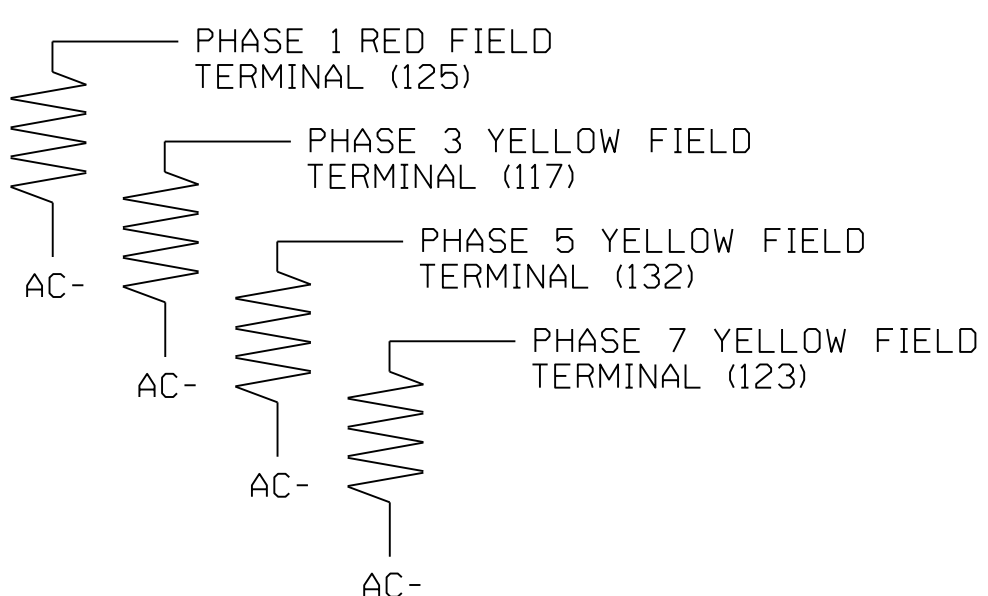 PHASE 1 RED FIELD
TERMINAL (125)
PHASE 3 YELLOW FIELD
TERMINAL (117)
PHASE 5 YELLOW FIELD
TERMINAL (132)
AC-
PHASE 7 YELLOW FIELD
TERMINAL (123)
AC-
AC-
AC-